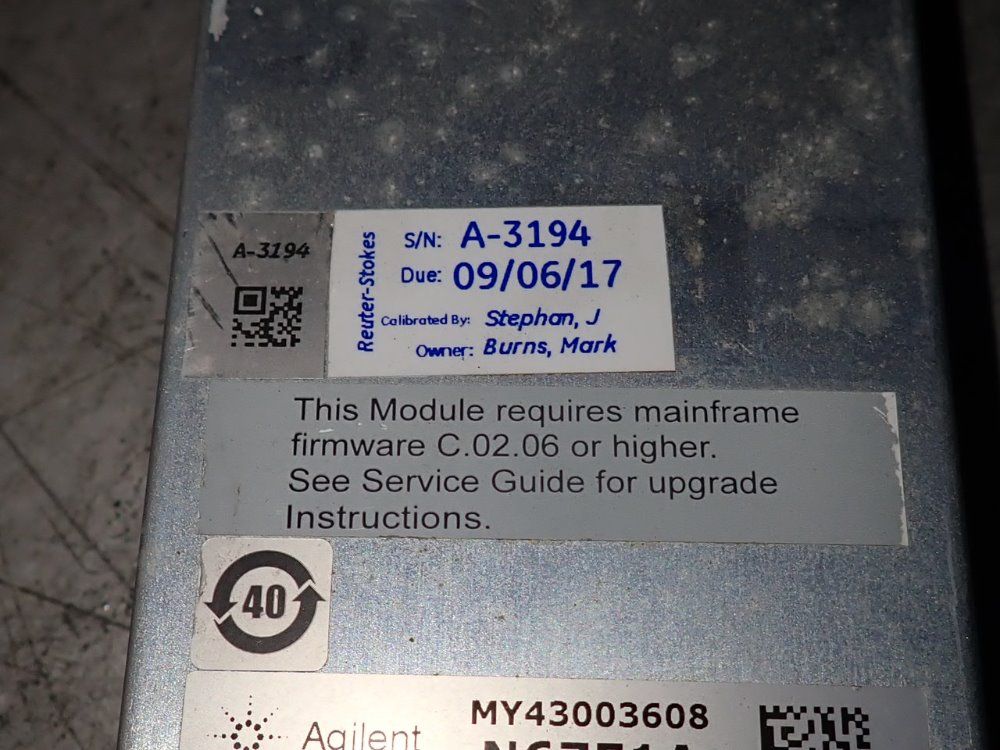 A-3194
Reuter-Stokes
S/N: A-3194
Due: 09/06/17
Calibrated By: Stephan, J
Owner: Burns, Mark
This Module requires mainframe
firmware C.02.06 or higher.
See Service Guide for upgrade
Instructions.
40
Agilent
MY43003608